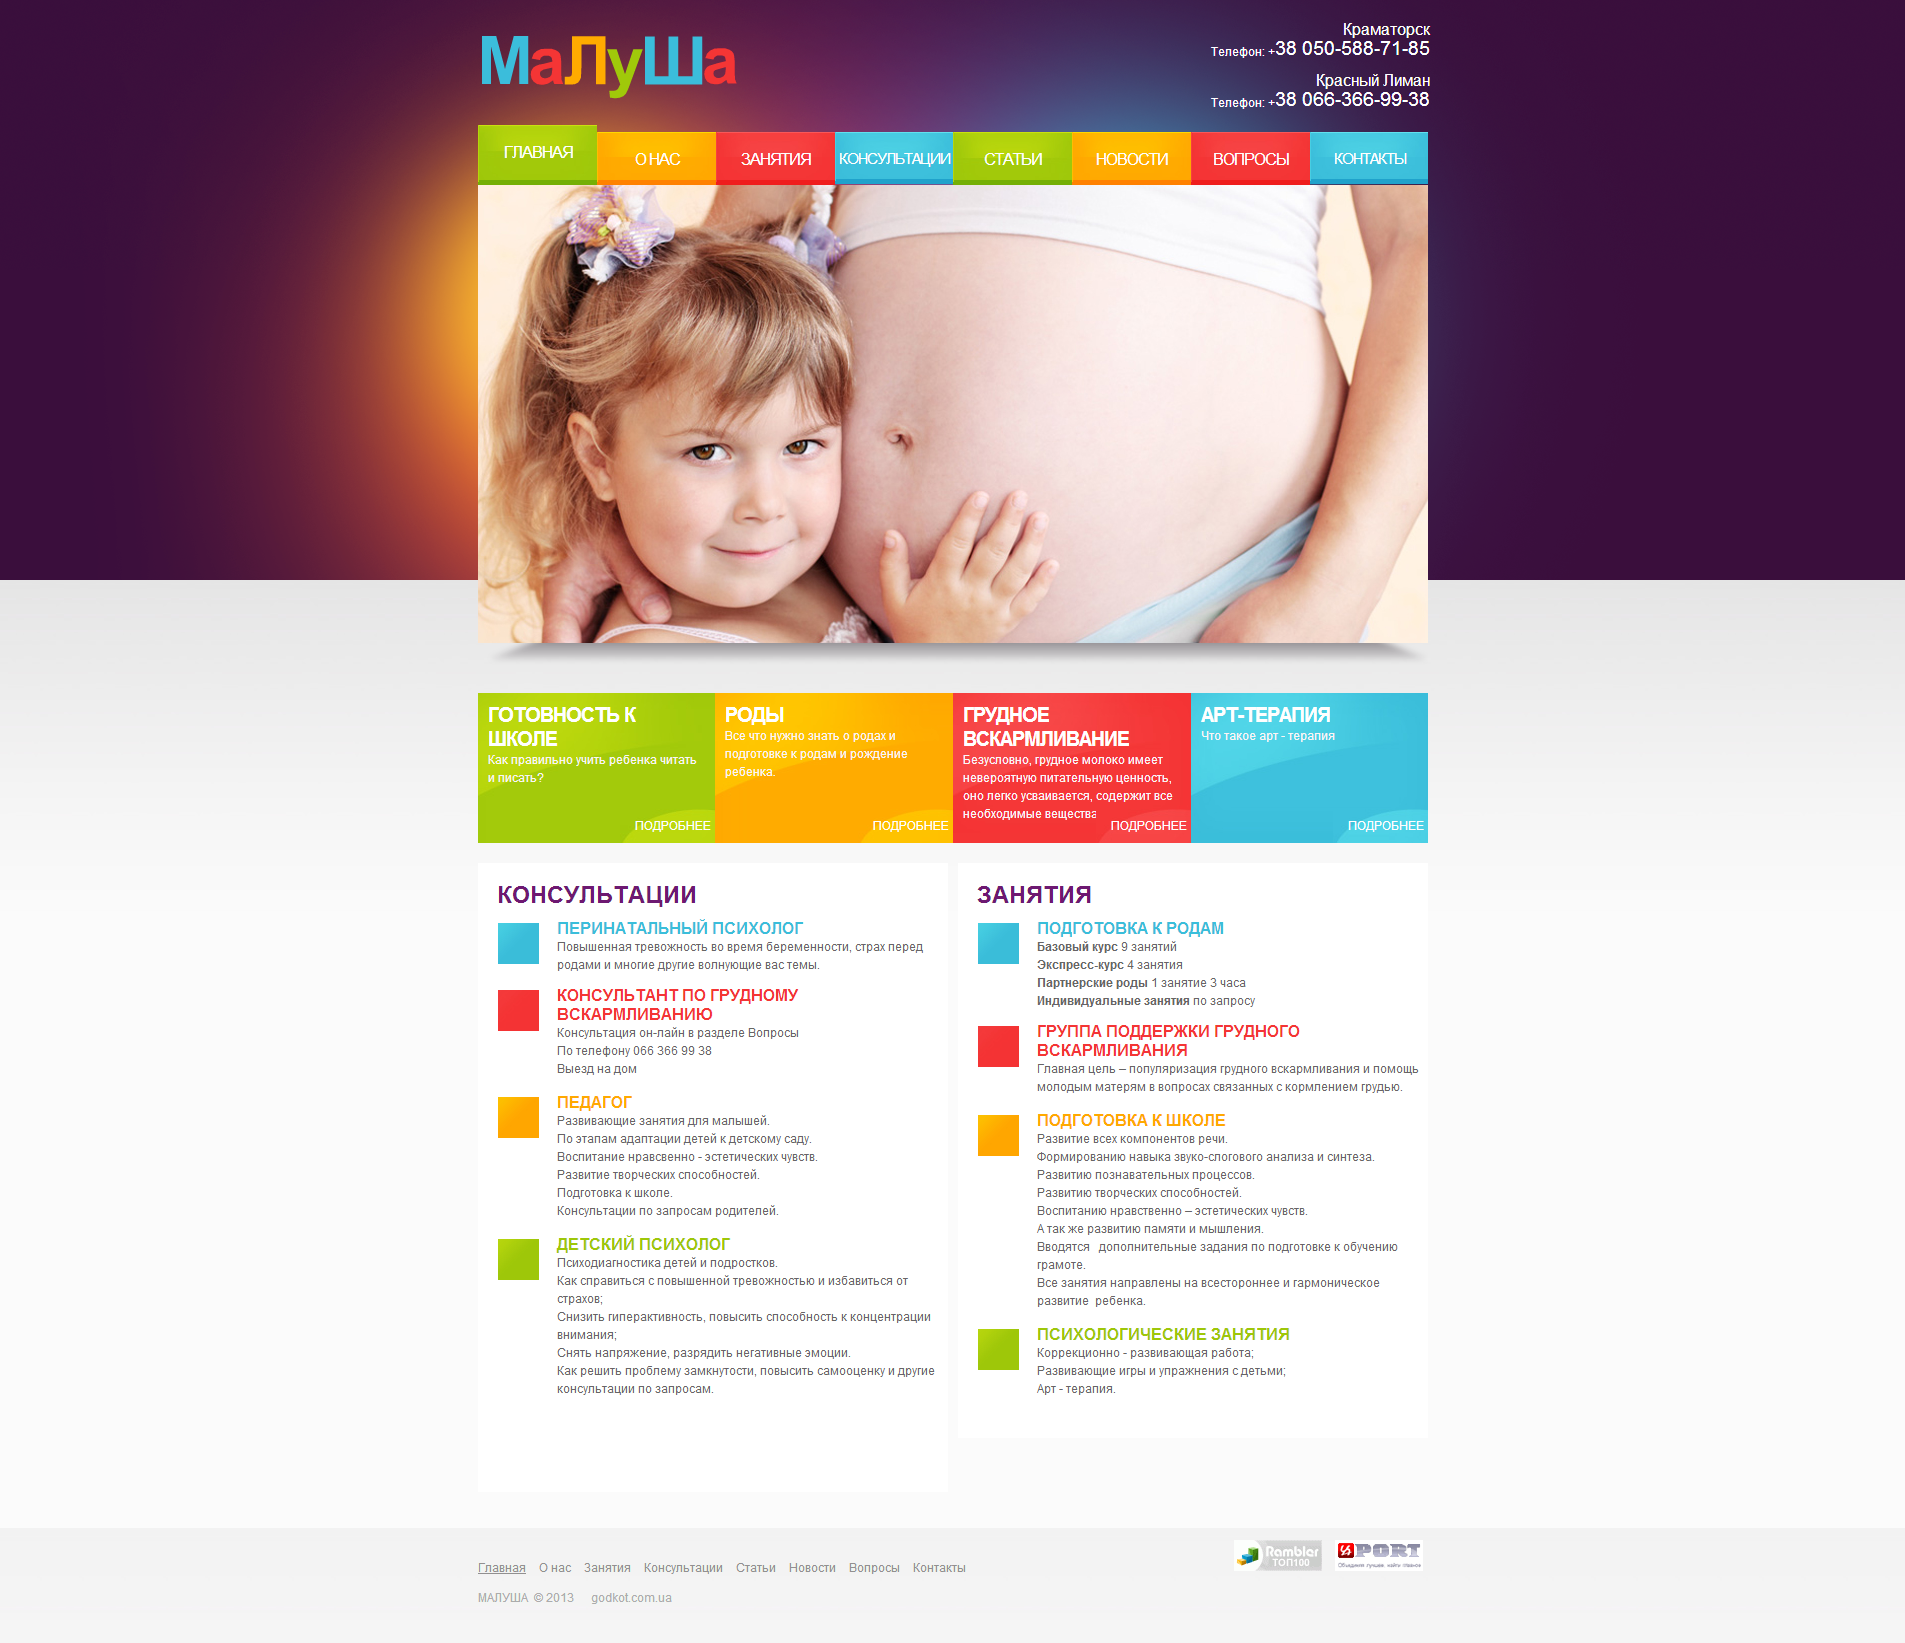 МаЛуШа
Краматорск
Телефон: +38 050-588-71-85
Красный Лиман
Телефон: +38 066-366-99-38
ГЛАВНАЯ
О НАС
ЗАНЯТИЯ
КОНСУЛЬТАЦИИ
СТАТЬИ
НОВОСТИ
ВОПРОСЫ
КОНТАКТЫ
ГОТОВНОСТЬ К
ШКОЛЕ
Как правильно учить ребенка читать
и писать?
ПОДРОБНЕЕ
РОДЫ
Все что нужно знать о родах и
подготовке к родам и рождение
ребенка.
ПОДРОБНЕЕ
ГРУДНОЕ
ВСКАРМЛИВАНИЕ
Безусловно, грудное молоко имеет
невероятную питательную ценность,
оно легко усваивается, содержит все
необходимые вещества
ПОДРОБНЕЕ
АРТ-ТЕРАПИЯ
Что такое арт - терапия
ПОДРОБНЕЕ
КОНСУЛЬТАЦИИ
ПЕРИНАТАЛЬНЫЙ ПСИХОЛОГ
Повышенная тревожность во время беременности, страх перед
родами и многие другие волнующие вас темы.
КОНСУЛЬТАНТ ПО ГРУДНОМУ
ВСКАРМЛИВАНИЮ
Консультация он-лайн в разделе Вопросы
По телефону 066 366 99 38
Выезд на дом
ПЕДАГОГ
Развивающие занятия для малышей.
По этапам адаптации детей к детскому саду.
Воспитание нравсвенно - эстетических чувств.
Развитие творческих способностей.
Подготовка к школе.
Консультации по запросам родителей.
ДЕТСКИЙ ПСИХОЛОГ
Психодиагностика детей и подростков.
Как справиться с повышенной тревожностью и избавиться от
страхов;
Снизить гиперактивность, повысить способность к концентрации
внимания;
Снять напряжение, разрядить негативные эмоции.
Как решить проблему замкнутости, повысить самооценку и другие
консультации по запросам.
ЗАНЯТИЯ
ПОДГОТОВКА К РОДАМ
Базовый курс 9 занятий
Экспресс-курс 4 занятия
Партнерские роды 1 занятие 3 часа
Индивидуальные занятия по запросу
ГРУППА ПОДДЕРЖКИ ГРУДНОГО
ВСКАРМЛИВАНИЯ
Главная цель – популяризация грудного вскармливания и помощь
молодым матерям в вопросах связанных с кормлением грудью.
ПОДГОТОВКА К ШКОЛЕ
Развитие всех компонентов речи.
Формированию навыка звуко-слогового анализа и синтеза.
Развитию познавательных процессов.
Развитию творческих способностей.
Воспитанию нравственно – эстетических чувств.
А так же развитию памяти и мышления.
Вводятся дополнительные задания по подготовке к обучению
грамоте.
Все занятия направлены на всестороннее и гармоническое
развитие ребенка.
ПСИХОЛОГИЧЕСКИЕ ЗАНЯТИЯ
Коррекционно - развивающая работа;
Развивающие игры и упражнения с детьми;
Арт - терапия.
Главная О нас Занятия Консультации Статьи Новости Вопросы Контакты
МАЛУША © 2013 godkot.com.ua
Rambler
ТОП100
PORT